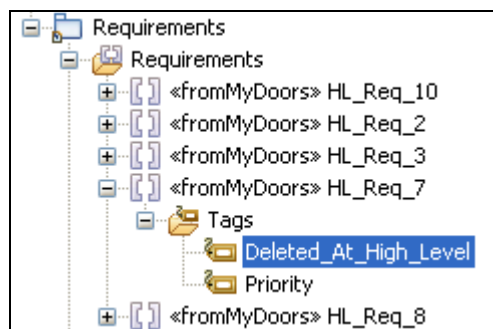 Requirements
Requirements
«fromMyDoors» HL_Req_10
«fromMyDoors» HL_Req_2
«fromMyDoors» HL_Req_3
«fromMyDoors» HL_Req_7
Tags
Deleted_At_High_Level
Priority
«fromMyDoors» HL_Req_8